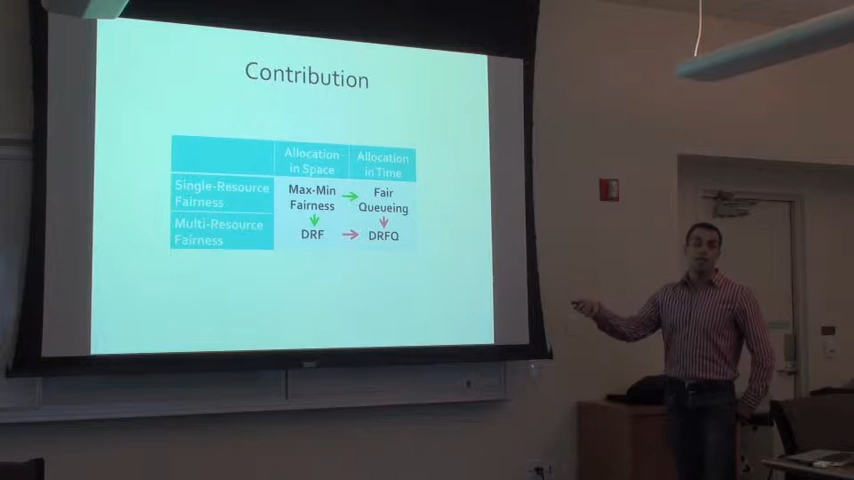 Contribution
Allocation
in Space
Allocation
in Time
Single-Resource
Fairness
Max-Min
Fairness
Fair
Queueing
Multi-Resource
Fairness
DRF
DRFQ